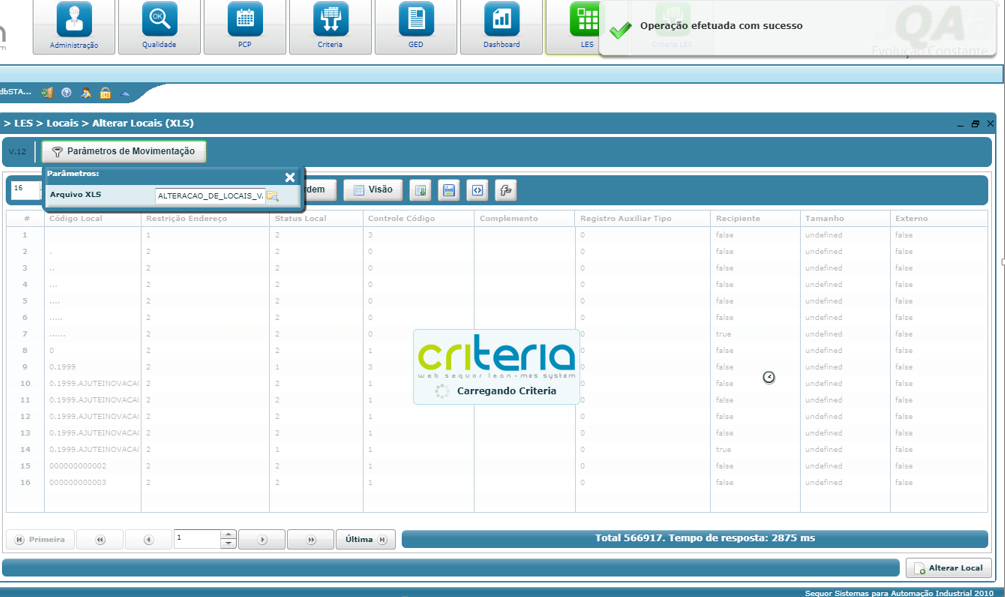 Administração
Qualidade
PCP
Criteria
GED
Dashboard
LES
Operação efetuada com sucesso
QA
Evolução Constante
dbSTA...
> LES > Locais > Alterar Locais (XLS)
V.12
Parâmetros de Movimentação
Parâmetros:
Arquivo XLS
ALTERACAO_DE_LOCAIS_V.
16
dem
Visão
# Código Local Restrição Endereço Status Local Controle Código Complemento Registro Auxiliar Tipo Recipiente Tamanho Externo
1 1 2 3 0 false undefined false
2 . 2 2 0 0 false undefined false
3 .. 2 2 0 0 false undefined false
4 ... 2 2 0 0 false undefined false
5 .... 2 2 0 0 false undefined false
6 ..... 2 2 0 0 false undefined false
7 ...... 2 2 0 0 true undefined false
8 0 2 2 1 0 false undefined false
9 0.1999 2 1 3 0 false undefined false
10 0.1999.AJUTEINOVACA 2 2 1 0 false undefined false
11 0.1999.AJUTEINOVACA 2 2 1 0 false undefined false
12 0.1999.AJUTEINOVACA 2 2 1 0 false undefined false
13 0.1999.AJUTEINOVACA 2 2 1 0 false undefined false
14 0.1999.AJUTEINOVACA 2 1 1 0 true undefined false
15 000000000002 2 2 1 0 false undefined false
16 000000000003 2 2 1 0 false undefined false
criteria
web sequor lean - mes system
Carregando Criteria
Primeira
1
Última
Total 566917. Tempo de resposta: 2875 ms
Alterar Local
Sequor Sistemas para Automação Industrial 2010